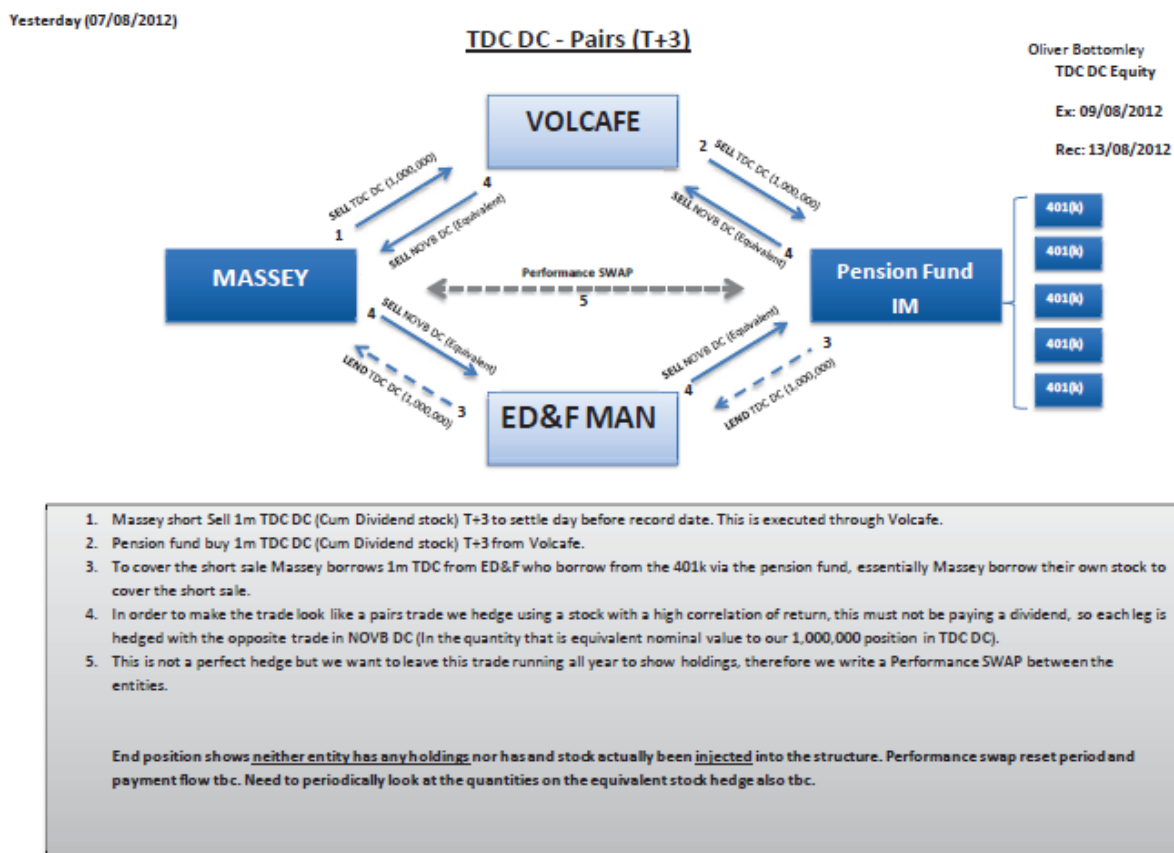 Yesterday (07/08/2012)
TDC DC - Pairs (T+3)
Oliver Bottomley
TDC DC Equity
Ex: 09/08/2012
Rec: 13/08/2012
VOLCAFE
2
SELL TDC DC (1,000,000)
SELL TDC DC (1,000,000)
4
SELL NOVB DC (Equivalent)
SELL NOVB DC (Equivalent)
1
4
MASSEY
Performance SWAP
5
Pension Fund
IM
401(k)
401(k)
401(k)
401(k)
401(k)
4
SELL NOVB DC (Equivalent)
SELL NOVB DC (Equivalent)
3
LEND TDC DC (1,000,000)
3
4
LEND TDC DC (1,000,000)
ED&F MAN
1. Massey short Sell 1m TDC DC (Cum Dividend stock) T+3 to settle day before record date. This is executed through Volcafe.
2. Pension fund buy 1m TDC DC (Cum Dividend stock) T+3 from Volcafe.
3. To cover the short sale Massey borrows 1m TDC from ED&F who borrow from the 401k via the pension fund, essentially Massey borrow their own stock to
cover the short sale.
4. In order to make the trade look like a pairs trade we hedge using a stock with a high correlation of return, this must not be paying a dividend, so each leg is
hedged with the opposite trade in NOVB DC (In the quantity that is equivalent nominal value to our 1,000,000 position in TDC DC).
5. This is not a perfect hedge but we want to leave this trade running all year to show holdings, therefore we write a Performance SWAP between the
entities.
End position shows neither entity has any holdings nor has and stock actually been injected into the structure. Performance swap reset period and
payment flow tbc. Need to periodically look at the quantities on the equivalent stock hedge also tbc.